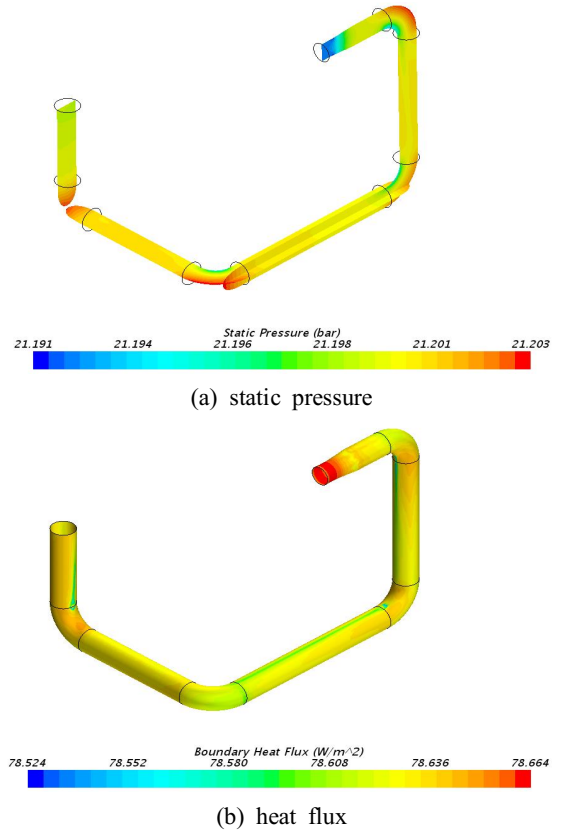 Static Pressure (bar)
21.191 21.194 21.196 21.198 21.201 21.203
(a) static pressure
Boundary Heat Flux (W/m^2)
78.524 78.552 78.580 78.608 78.636 78.664
(b) heat flux